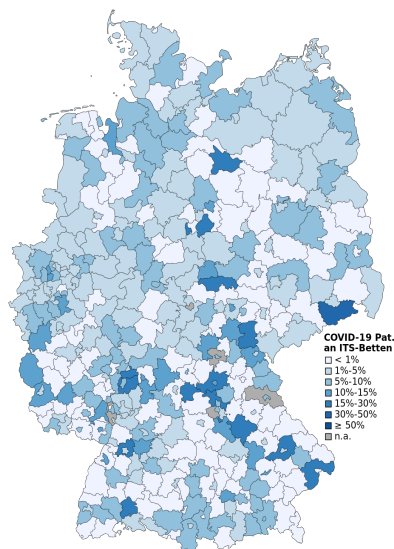 COVID-19 Pat.
an ITS-Betten
< 1%
1%-5%
5%-10%
10%-15%
15%-30%
30%-50%
≥ 50%
n.a.